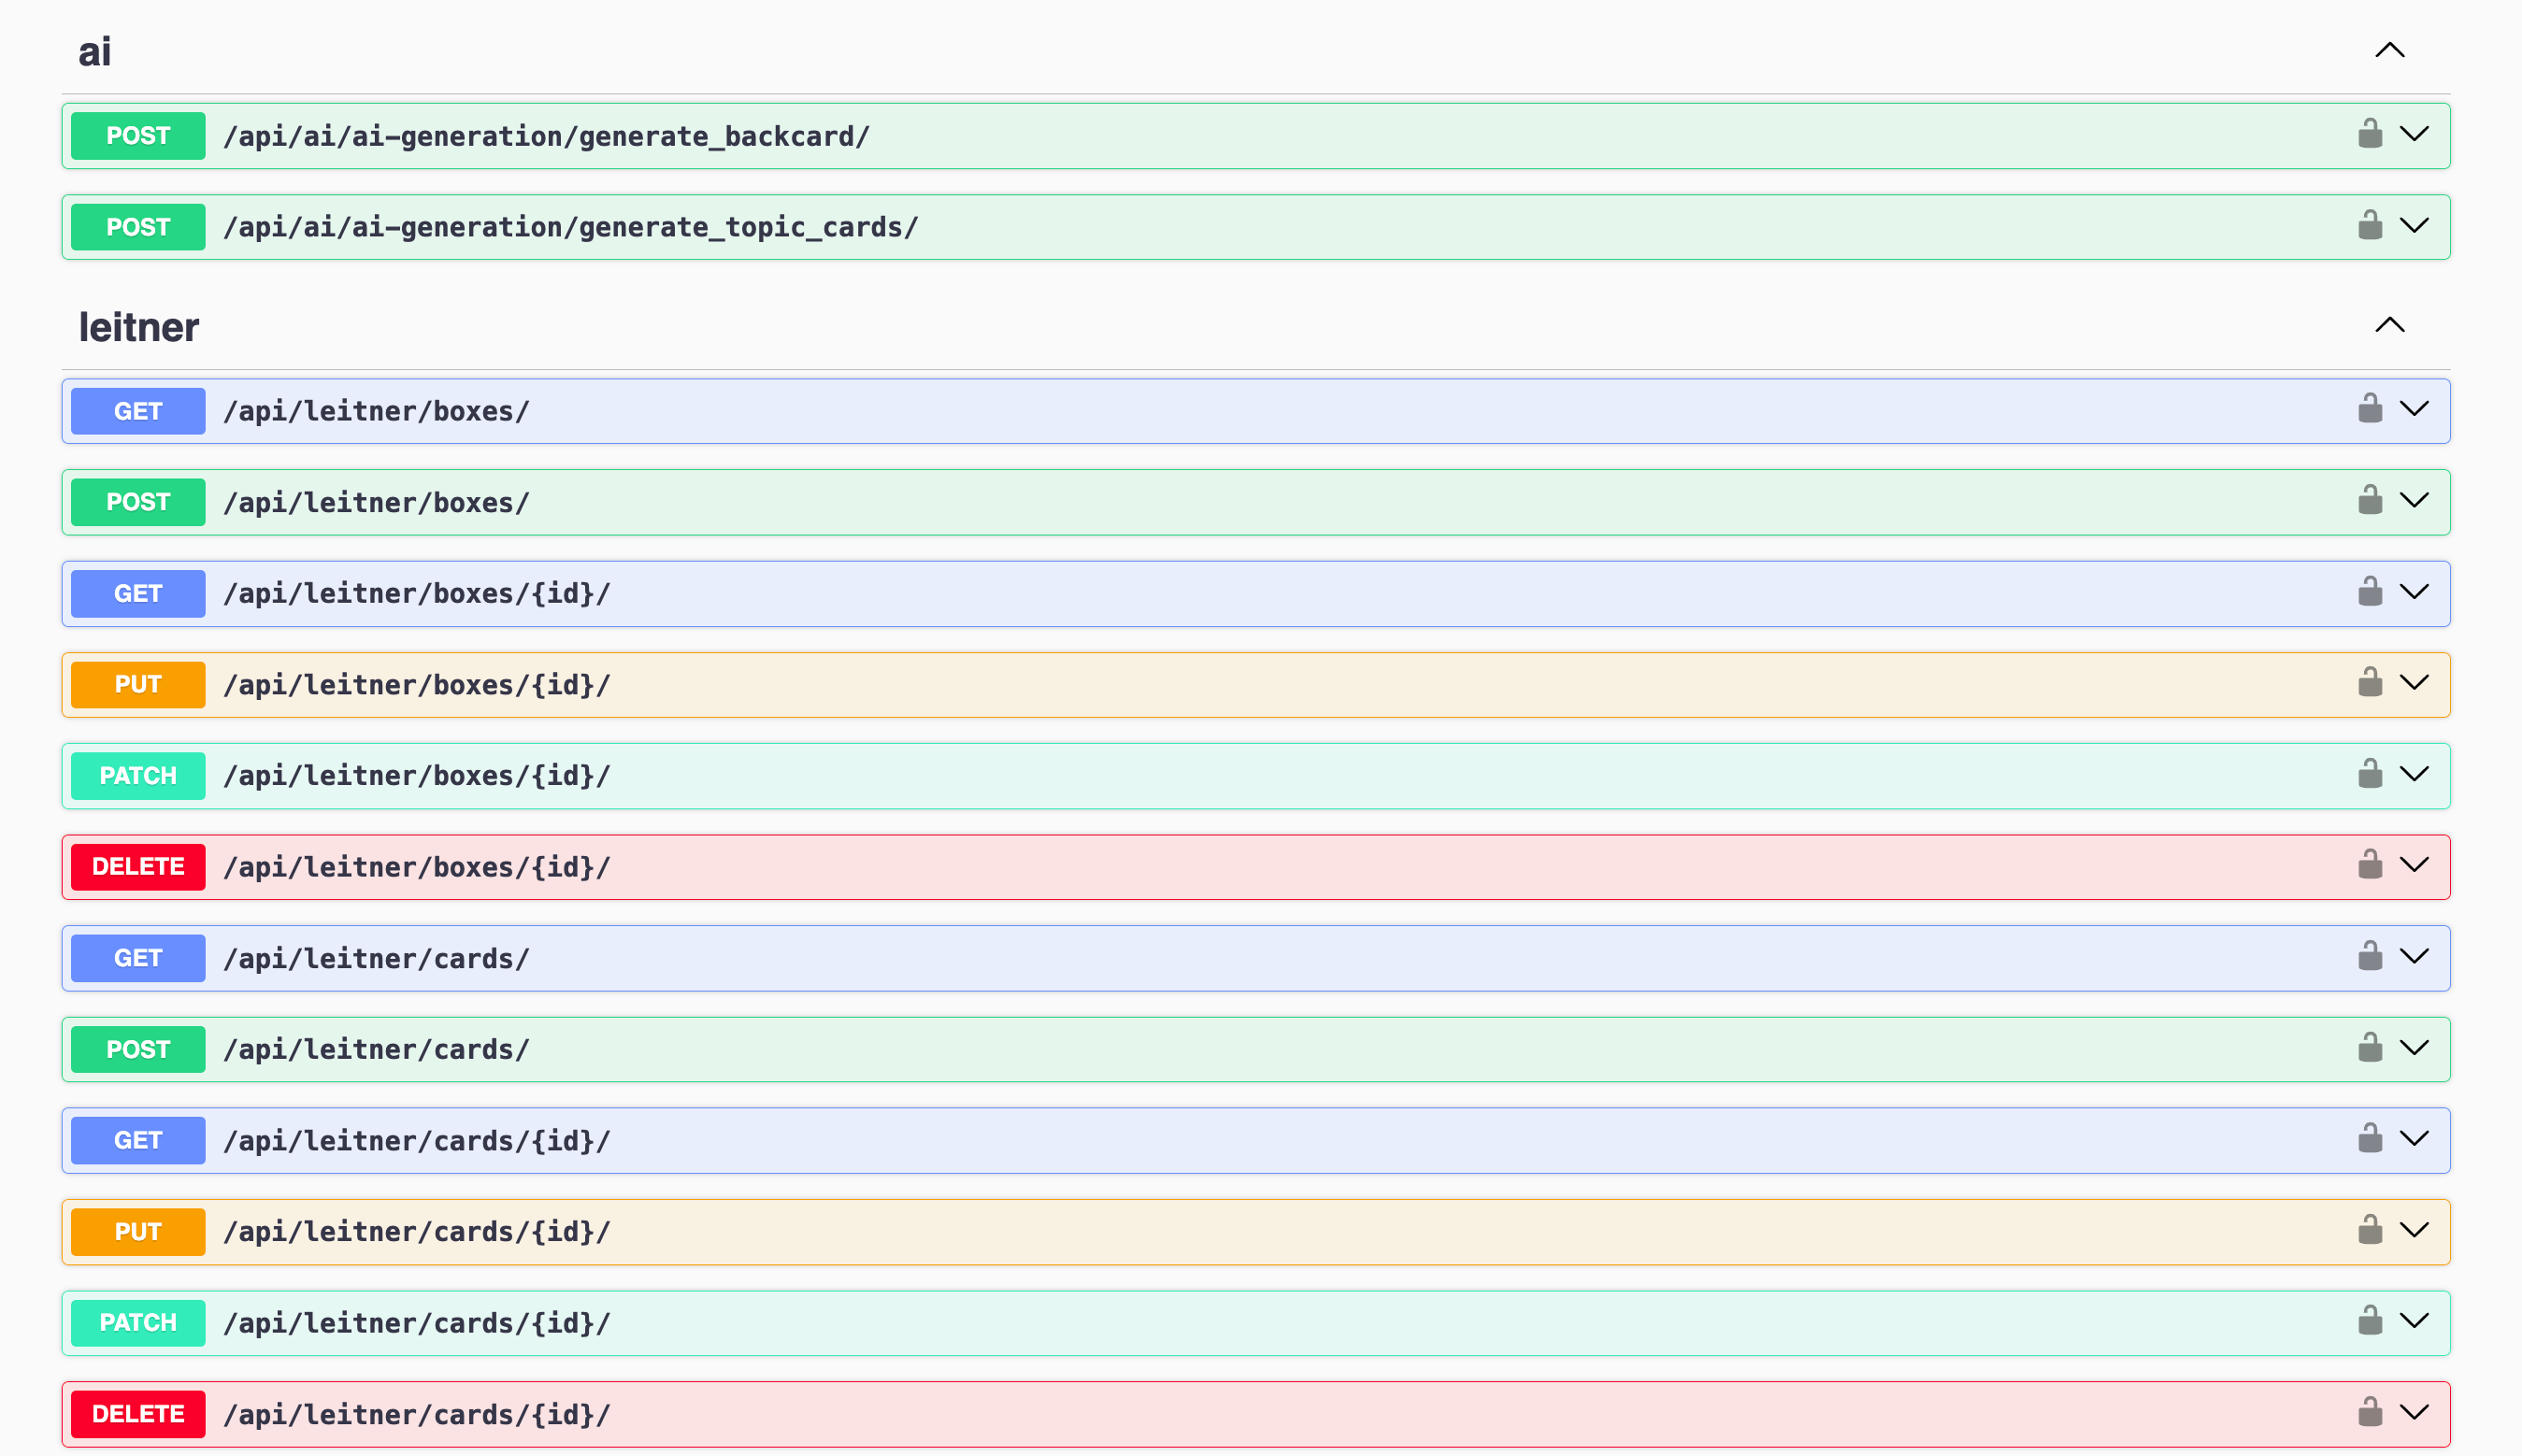 ai
POST /api/ai/ai-generation/generate_backcard/
POST /api/ai/ai-generation/generate_topic_cards/
leitner
GET /api/leitner/boxes/
POST /api/leitner/boxes/
GET /api/leitner/boxes/{id}/
PUT /api/leitner/boxes/{id}/
PATCH /api/leitner/boxes/{id}/
DELETE /api/leitner/boxes/{id}/
GET /api/leitner/cards/
POST /api/leitner/cards/
GET /api/leitner/cards/{id}/
PUT /api/leitner/cards/{id}/
PATCH /api/leitner/cards/{id}/
DELETE /api/leitner/cards/{id}/